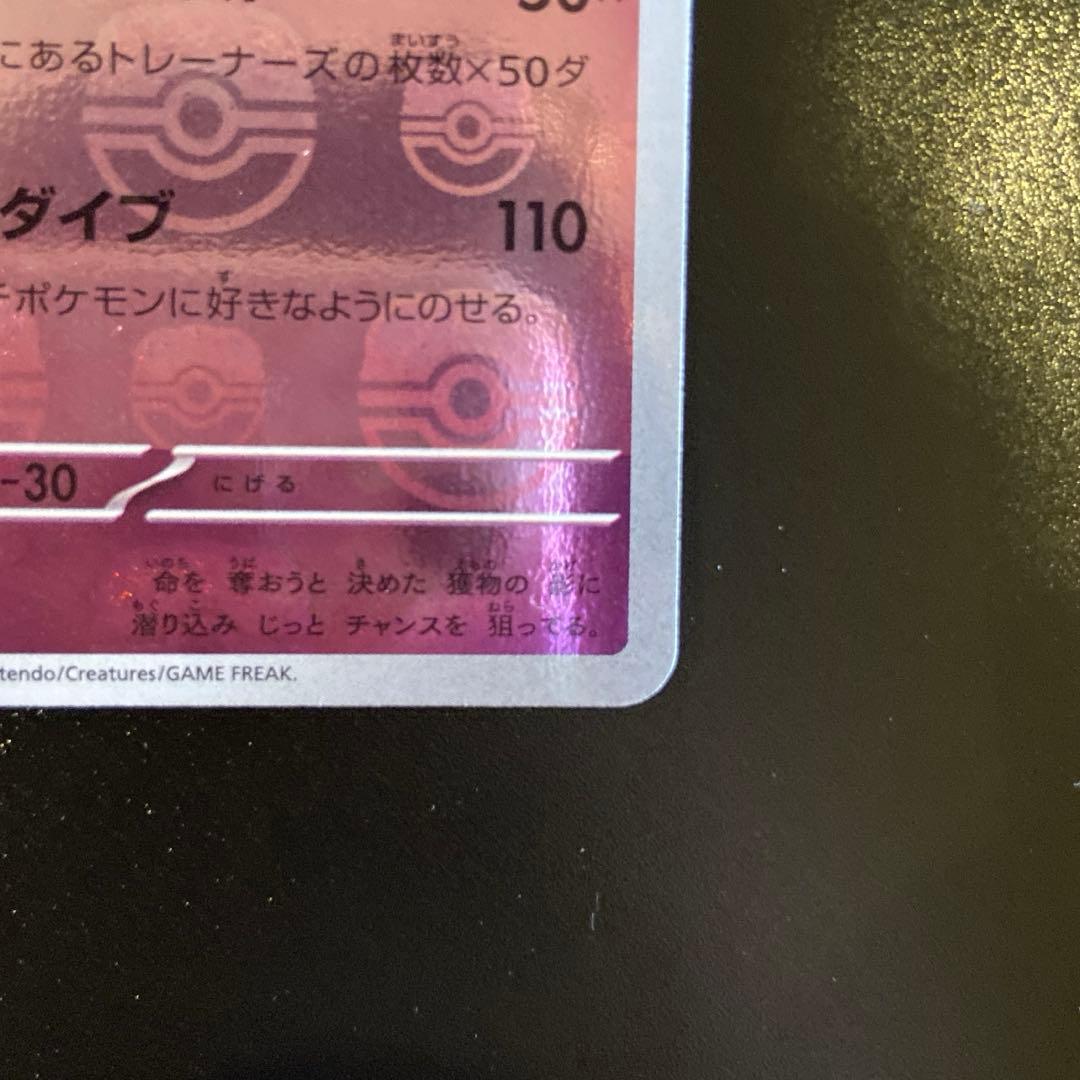 にあるトレーナーズの枚数×50ダ
ダイブ 110
ポケモンに好きなようにのせる。
-30 にげる
命を 奪おうと 決めた 獲物の 影に
潜り込み じっと チャンスを 狙ってる。
tendo/Creatures/GAME FREAK.